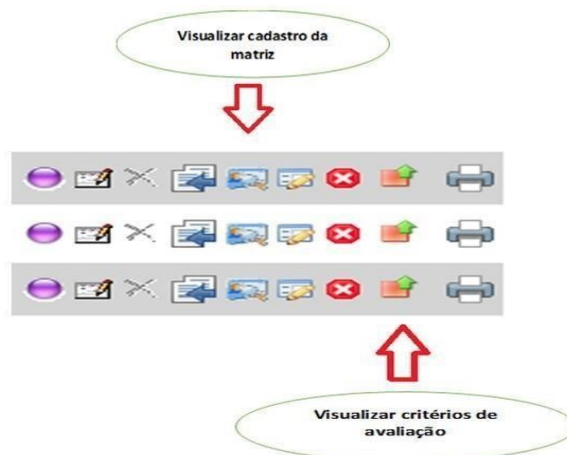 Visualizar cadastro da
matriz
Visualizar critérios de
avaliação